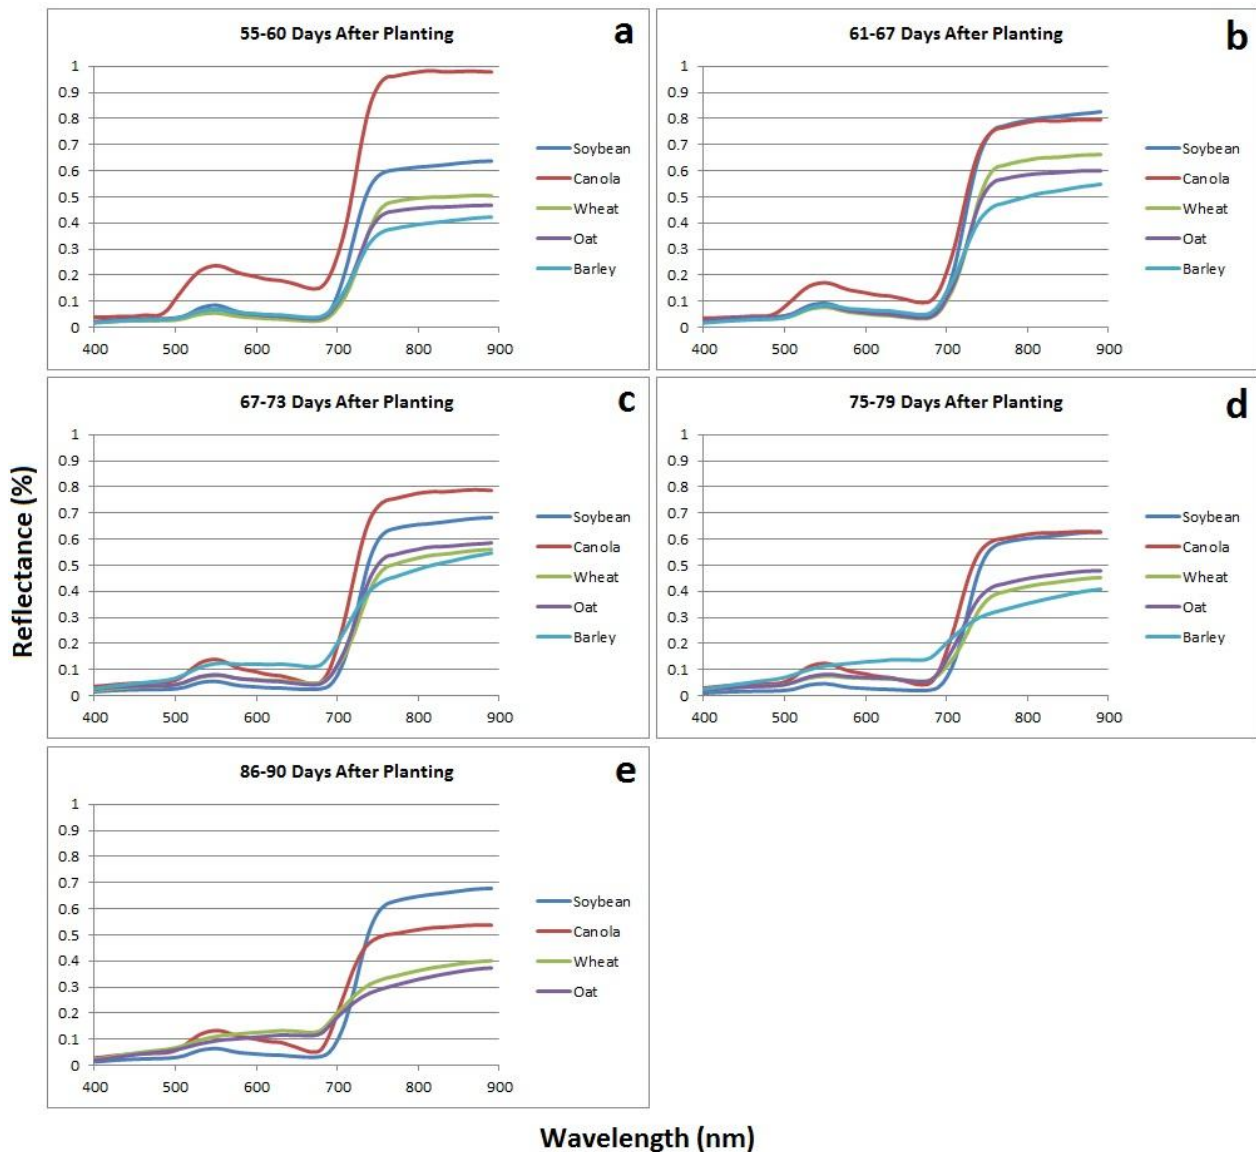 55-60 Days After Planting
a
1
0.9
0.8
0.7
0.6
0.5
0.4
0.3
0.2
0.1
0
400 500 600 700 800 900
Soybean
Canola
Wheat
Oat
Barley
61-67 Days After Planting
b
1
0.9
0.8
0.7
0.6
0.5
0.4
0.3
0.2
0.1
0
400 500 600 700 800 900
Soybean
Canola
Wheat
Oat
Barley
67-73 Days After Planting
c
1
0.9
0.8
0.7
0.6
0.5
0.4
0.3
0.2
0.1
0
400 500 600 700 800 900
Soybean
Canola
Wheat
Oat
Barley
75-79 Days After Planting
d
1
0.9
0.8
0.7
0.6
0.5
0.4
0.3
0.2
0.1
0
400 500 600 700 800 900
Soybean
Canola
Wheat
Oat
Barley
86-90 Days After Planting
e
1
0.9
0.8
0.7
0.6
0.5
0.4
0.3
0.2
0.1
0
400 500 600 700 800 900
Soybean
Canola
Wheat
Oat
Reflectance (%)
Wavelength (nm)